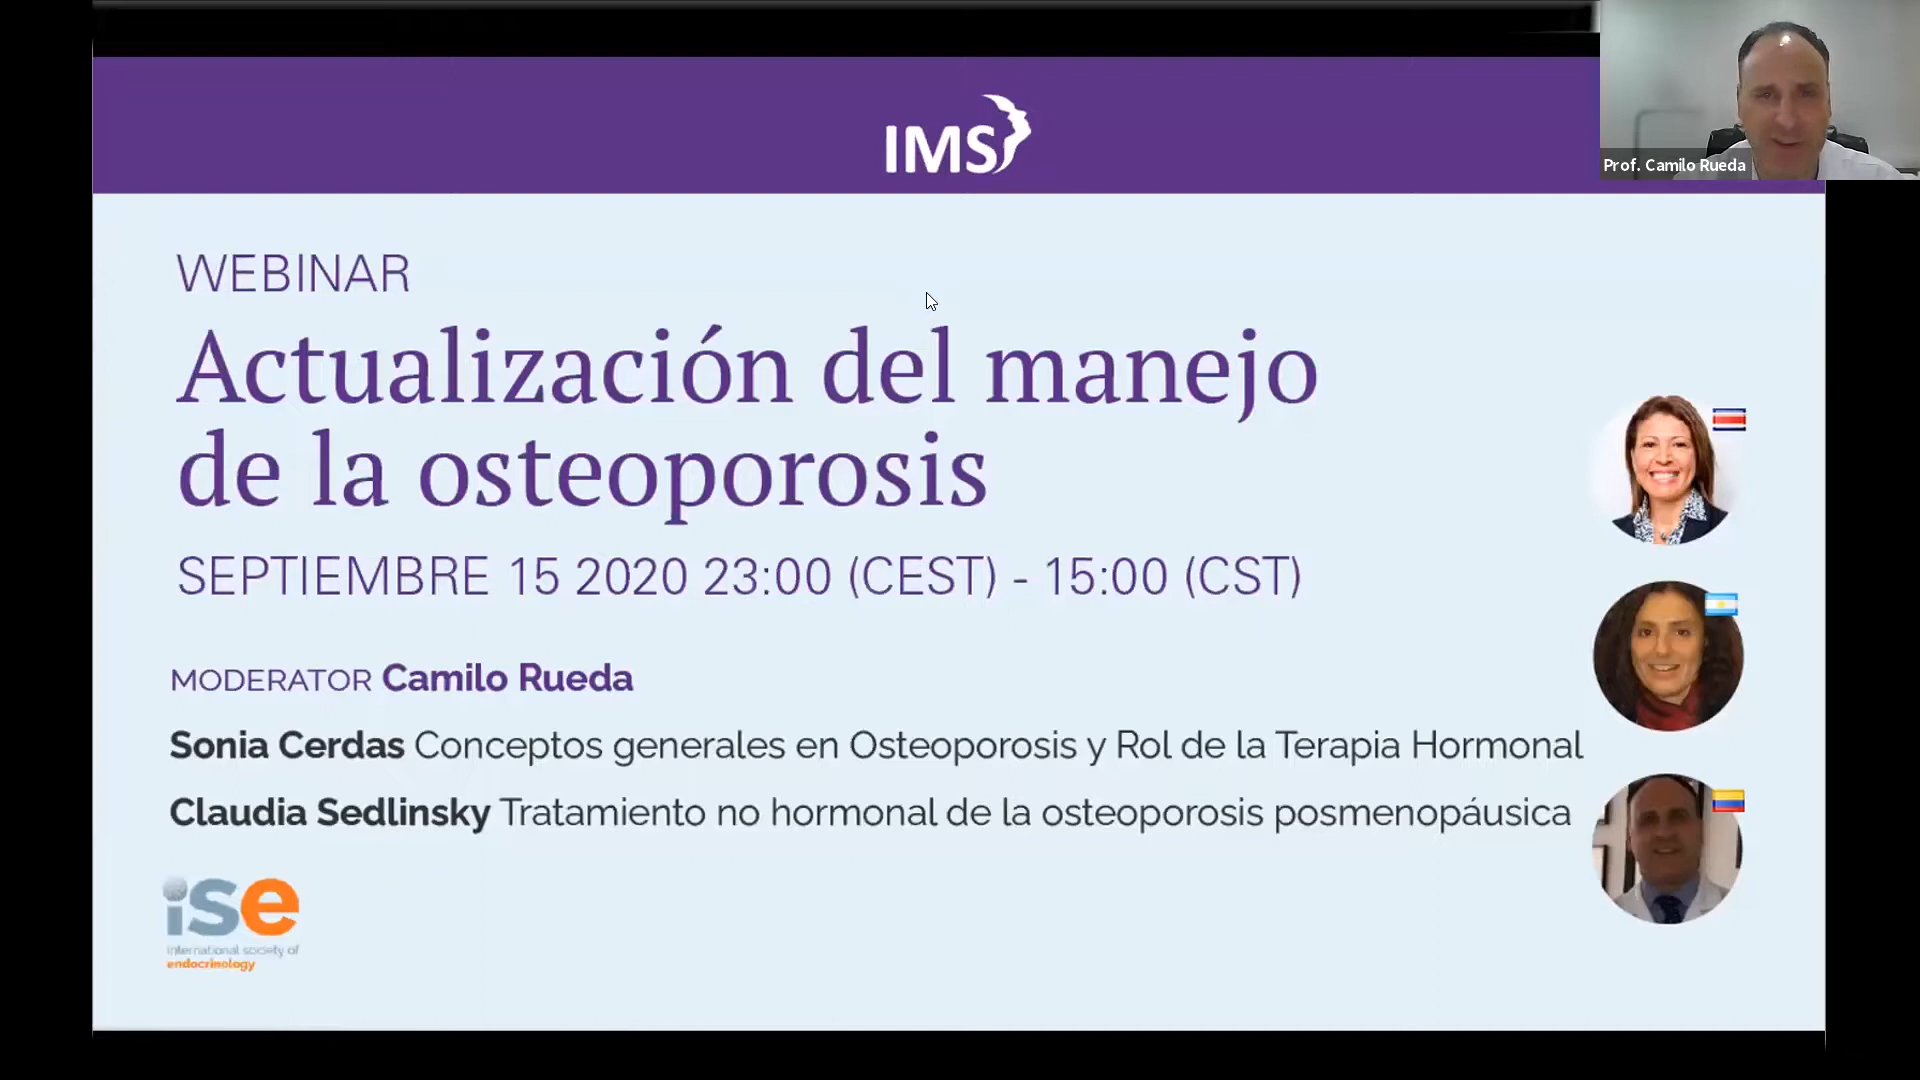 IMS
Prof. Camilo Rueda
WEBINAR
Actualización del manejo
de la osteoporosis
SEPTIEMBRE 15 2020 23:00 (CEST) - 15:00 (CST)
MODERATOR Camilo Rueda
Sonia Cerdas Conceptos generales en Osteoporosis y Rol de la Terapia Hormonal
Claudia Sedlinsky Tratamiento no hormonal de la osteoporosis posmenopáusica
ise
international society of
endocrinology